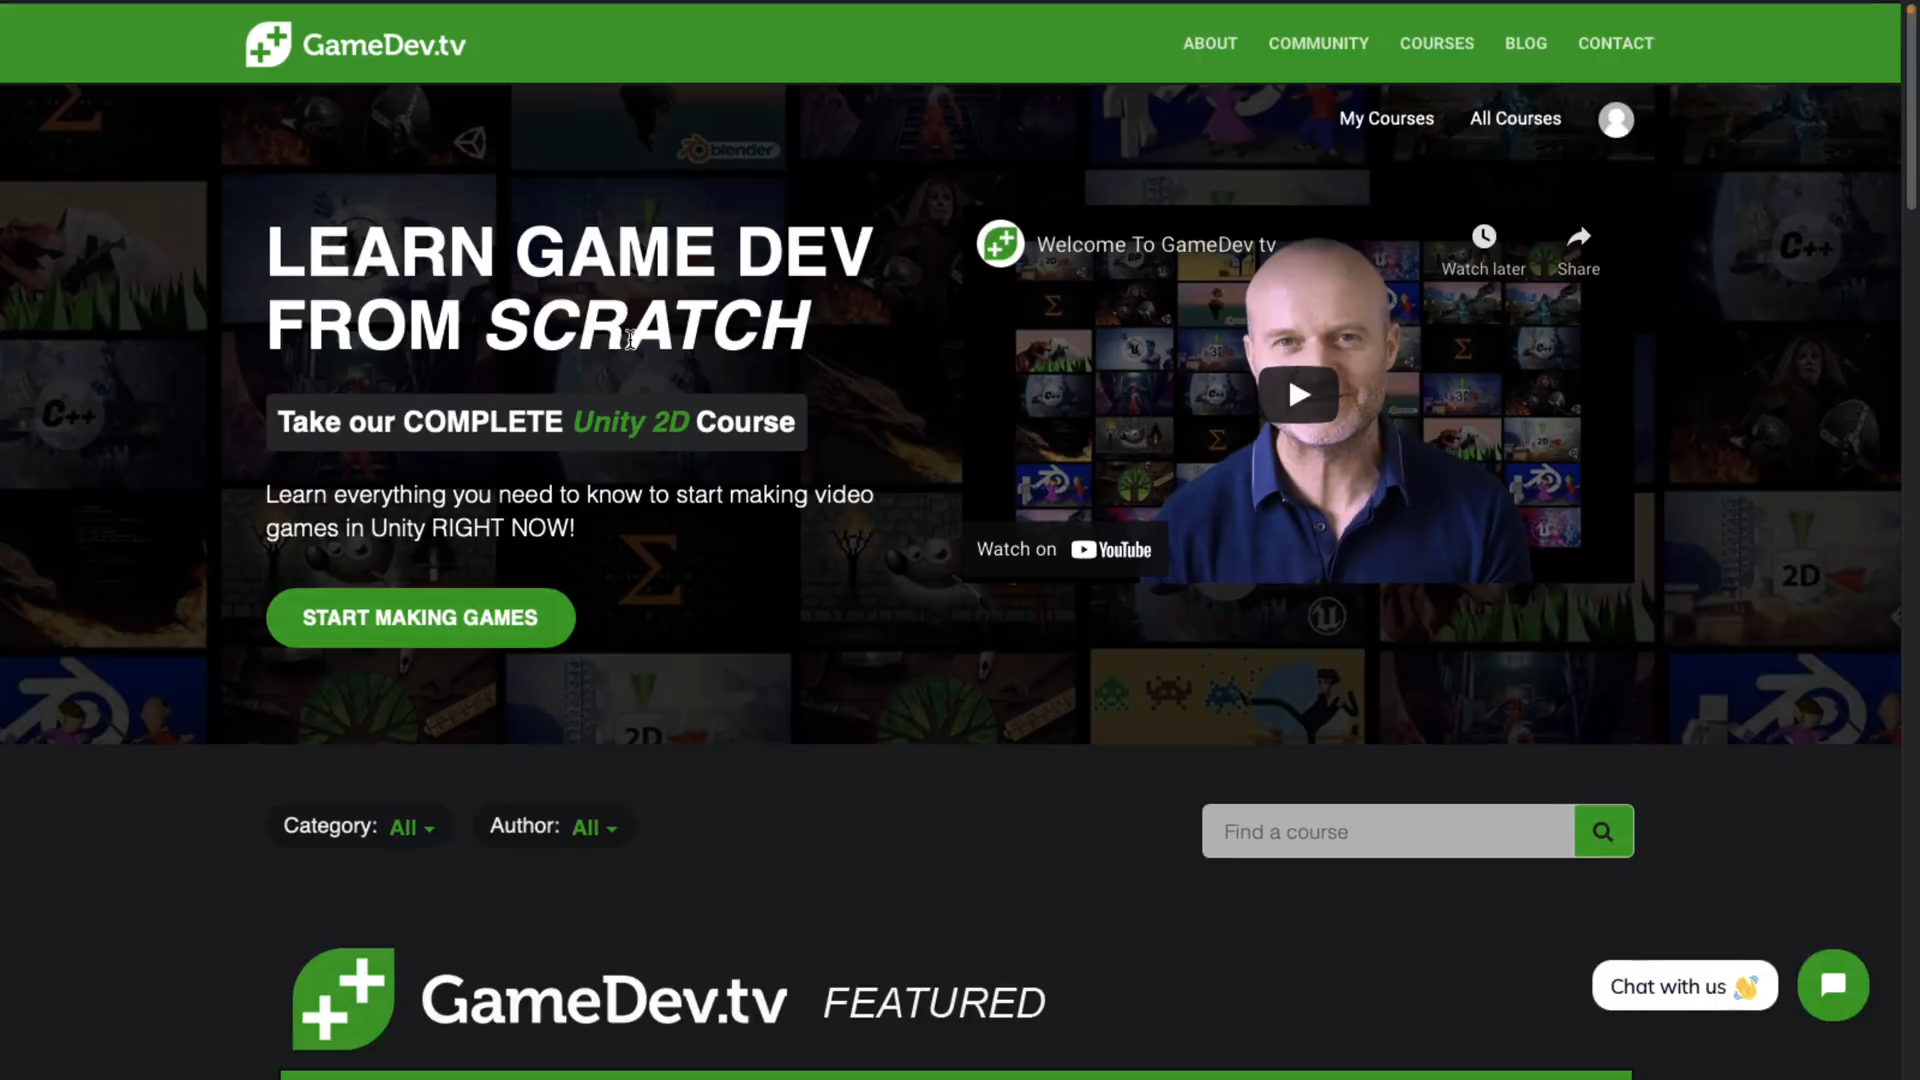 GameDev.tv
ABOUT COMMUNITY COURSES BLOG CONTACT
My Courses All Courses
blender
LEARN GAME DEV
FROM SCRATCH
Take our COMPLETE Unity 2D Course
Learn everything you need to know to start making video
games in Unity RIGHT NOW!
START MAKING GAMES
Welcome To GameDev tv
Watch later
Share
Watch on YouTube
C++
C++
2D
2D
Category: All
Author: All
Find a course
GameDev.tv FEATURED
Chat with us 👋